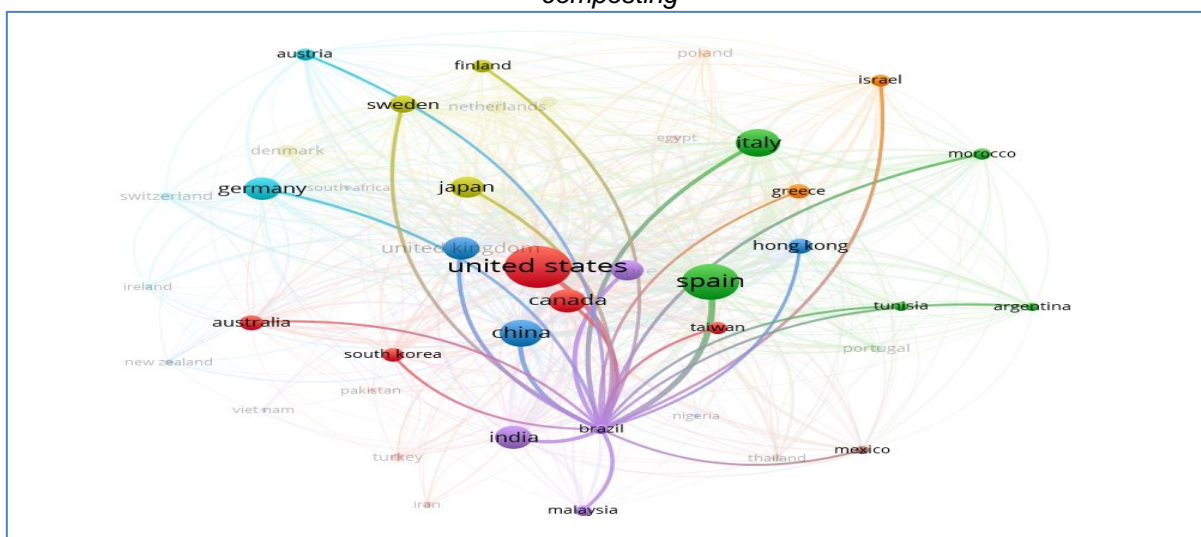 composting
austria
finland
poland
israel
sweden
netherlands
egypt
italy
denmark
morocco
switzerland
germany
south africa
japan
greece
united kingdom
hong kong
united states
ireland
canada
spain
tunisia
argentina
australia
china
taiwan
south korea
portugal
new zealand
pakistan
viet nam
nigeria
india
brazil
turkey
thailand
mexico
iran
malaysia